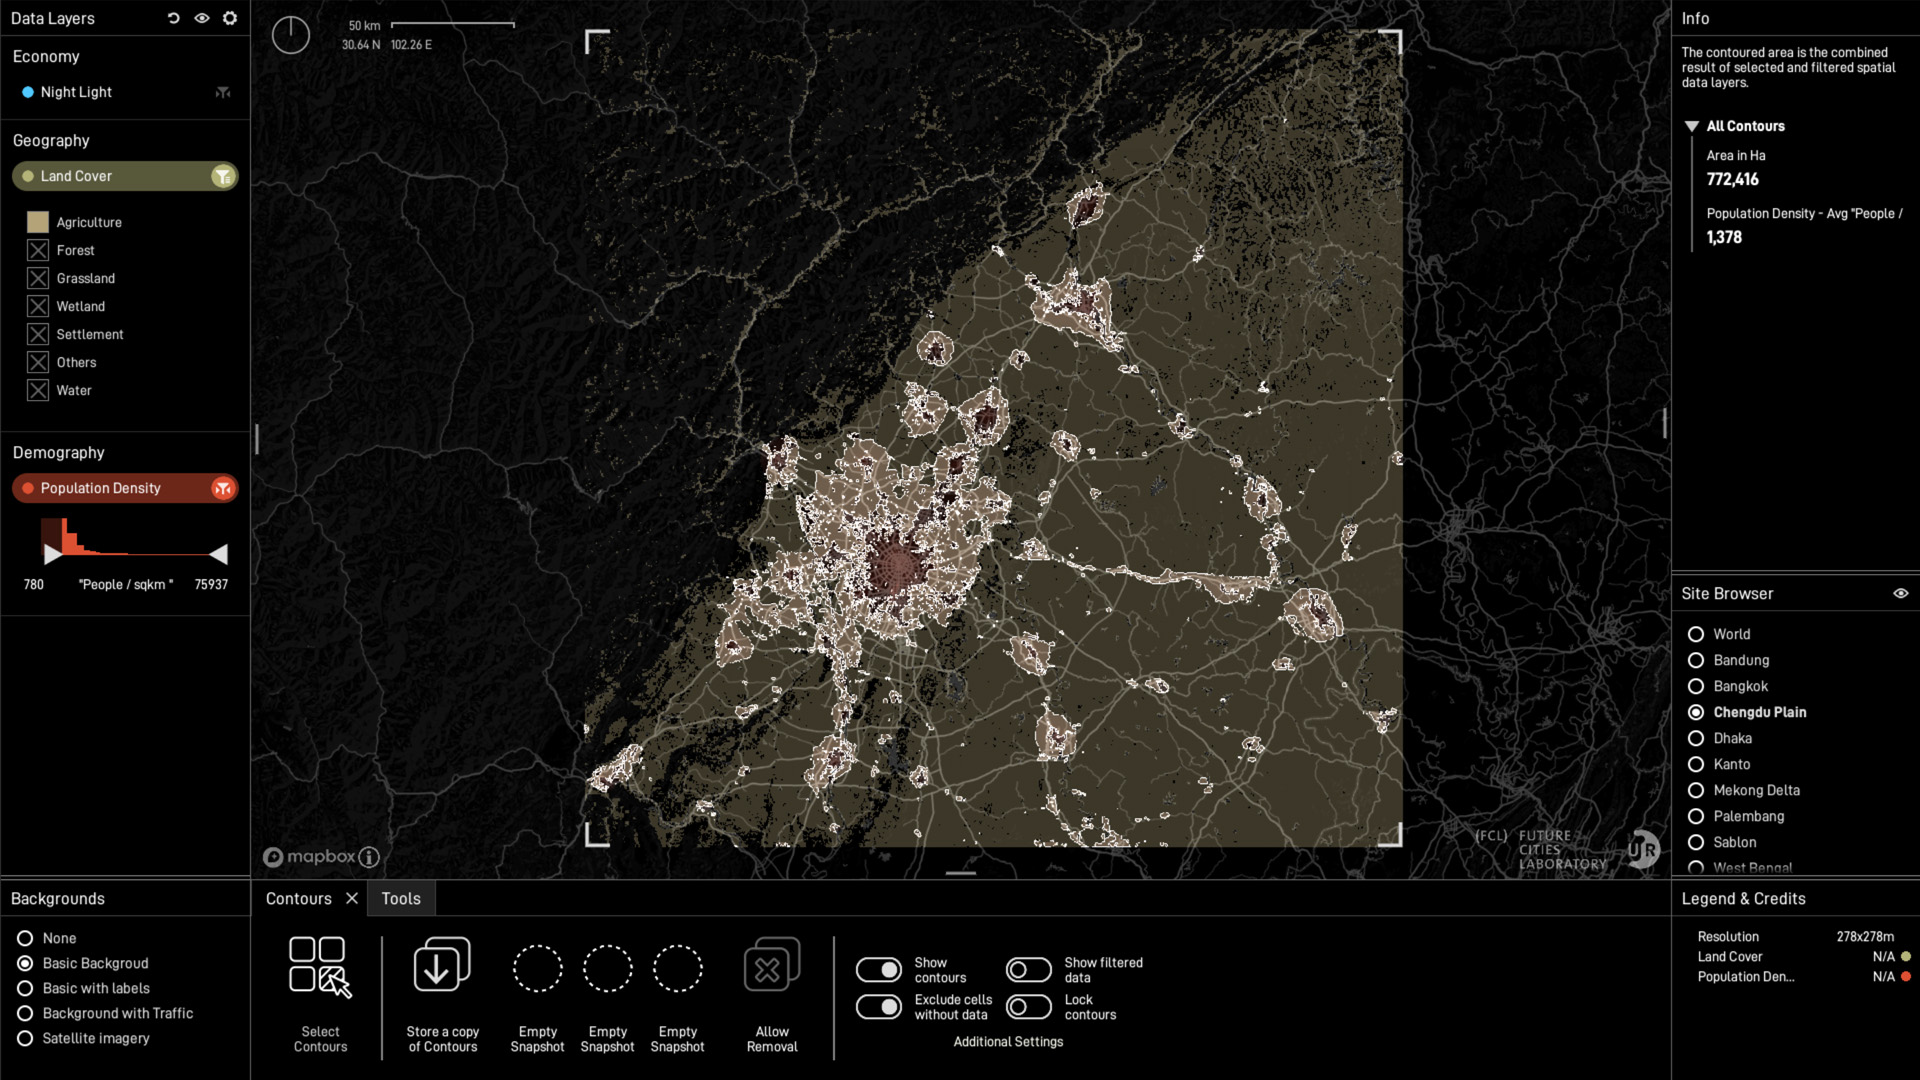 Data Layers
Economy
Night Light
Geography
Land Cover
Agriculture
Forest
Grassland
Wetland
Settlement
Others
Water
Demography
Population Density
780 "People / sqkm " 75937
50 km
30.64 N 102.26 E
mapbox
(FCL) FUTURE
CITIES
LABORATORY
UR
Info
The contoured area is the combined
result of selected and filtered spatial
data layers.
All Contours
Area in Ha
772,416
Population Density - Avg "People /
1,378
Site Browser
World
Bandung
Bangkok
Chengdu Plain
Dhaka
Kanto
Mekong Delta
Palembang
Sablon
West Bengal
Backgrounds
None
Basic Backgroud
Basic with labels
Background with Traffic
Satellite imagery
Contours
Tools
Select
Contours
Store a copy
of Contours
Empty
Snapshot
Empty
Snapshot
Empty
Snapshot
Allow
Removal
Show
contours
Show filtered
data
Exclude cells
without data
Lock
contours
Additional Settings
Legend & Credits
Resolution 278x278m
Land Cover N/A
Population Den... N/A